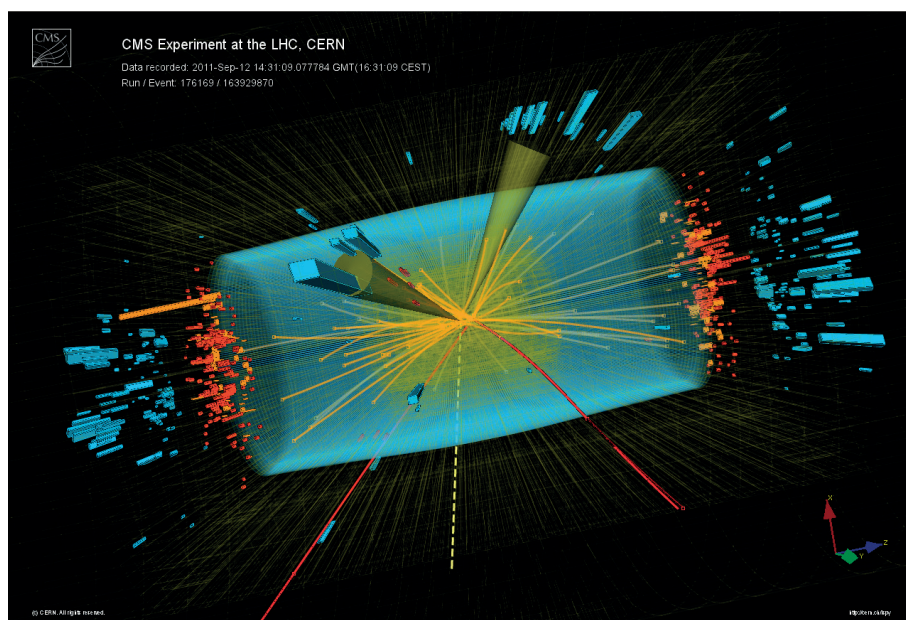 CMS
CMS Experiment at the LHC, CERN
Data recorded: 2011-Sep-12 14:31:09.077784 GMT(16:31:09 CEST)
Run / Event: 176169 / 163929870
X
Z
Y
(c) CERN. All rights reserved.
http://cern.ch/ispy